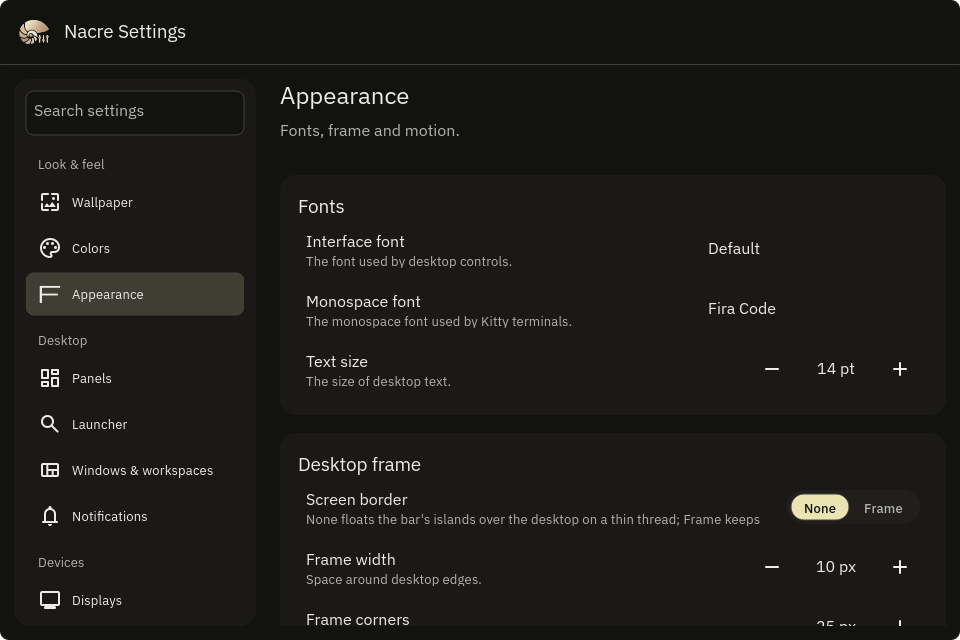 Nacre Settings
Search settings
Look & feel
Wallpaper
Colors
Appearance
Desktop
Panels
Launcher
Windows & workspaces
Notifications
Devices
Displays
Appearance
Fonts, frame and motion.
Fonts
Interface font
The font used by desktop controls.
Default
Monospace font
The monospace font used by Kitty terminals.
Fira Code
Text size
The size of desktop text.
14 pt
Desktop frame
Screen border
None floats the bar's islands over the desktop on a thin thread; Frame keeps
None
Frame
Frame width
Space around desktop edges.
10 px
Frame corners
25 px